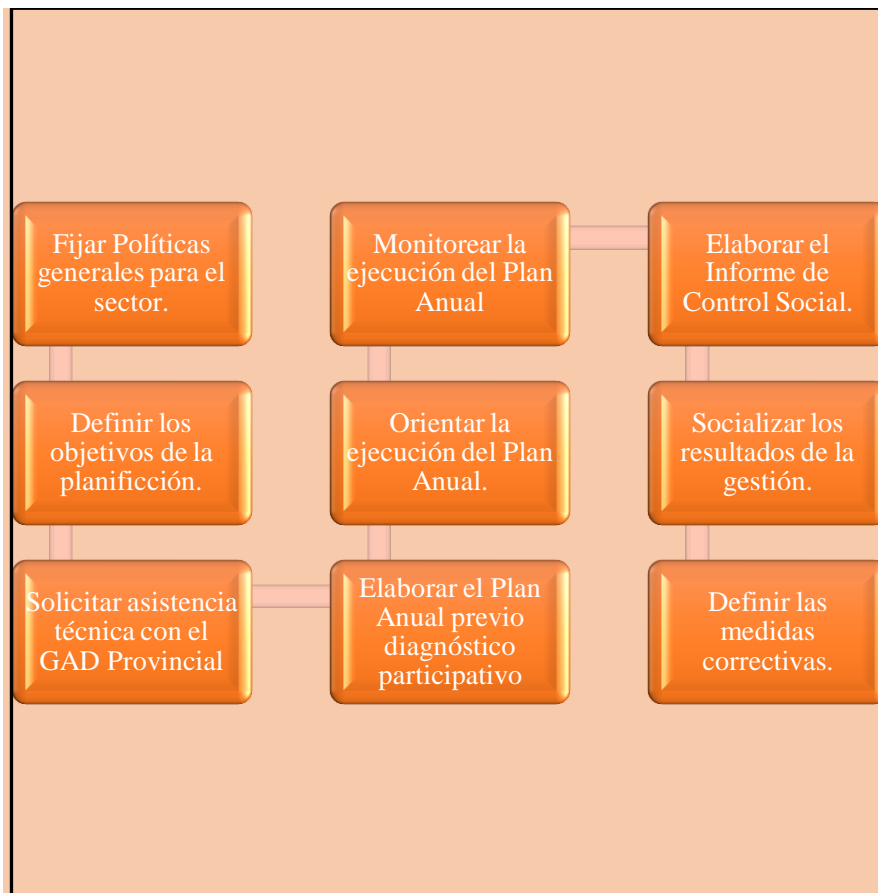 Fijar Políticas
generales para el
sector.
Definir los
objetivos de la
planificción.
Solicitar asistencia
técnica con el
GAD Provincial
Elaborar el Plan
Anual previo
diagnóstico
participativo
Orientar la
ejecución del Plan
Anual.
Monitorear la
ejecución del Plan
Anual
Elaborar el
Informe de
Control Social.
Socializar los
resultados de la
gestión.
Definir las
medidas
correctivas.